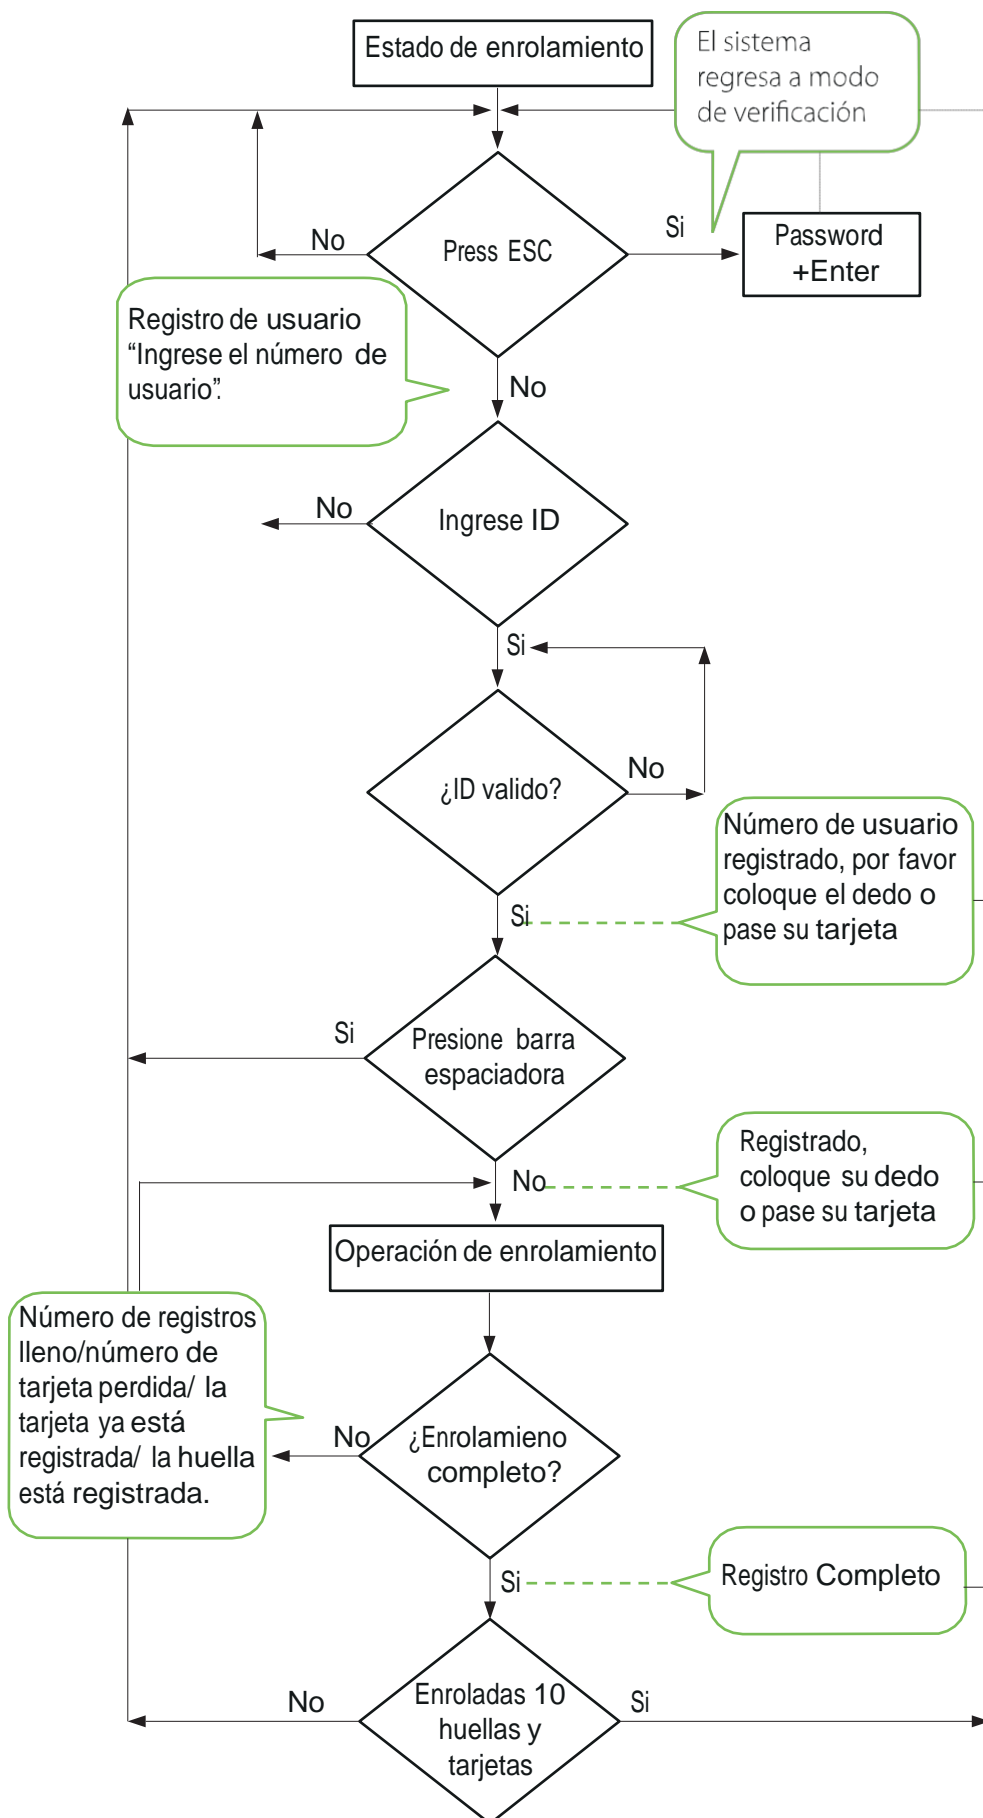 Estado de enrolamiento
El sistema
regresa a modo
de verificación
No
Press ESC
Si
Password
+Enter
Registro de usuario
“Ingrese el número de
usuario”.
No
No
Ingrese ID
Si
¿ID valido?
No
Número de usuario
registrado, por favor
coloque el dedo o
pase su tarjeta
Si
Si
Presione barra
espaciadora
No
Registrado,
coloque su dedo
o pase su tarjeta
Operación de enrolamiento
Número de registros
lleno/número de
tarjeta perdida/ la
tarjeta ya está
registrada/ la huella
está registrada.
No
¿Enrolamieno
completo?
Si
Registro Completo
No
Enroladas 10
huellas y
tarjetas
Si